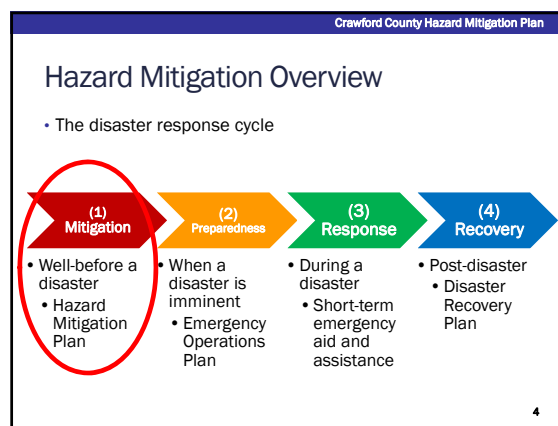 Crawford County Hazard Mitigation Plan
Hazard Mitigation Overview
• The disaster response cycle
(1)
Mitigation
(2)
Preparedness
(3)
Response
(4)
Recovery
• Well-before a
disaster
• Hazard
Mitigation
Plan
• When a
disaster is
imminent
• Emergency
Operations
Plan
• During a
disaster
• Short-term
emergency
aid and
assistance
• Post-disaster
• Disaster
Recovery
Plan
4